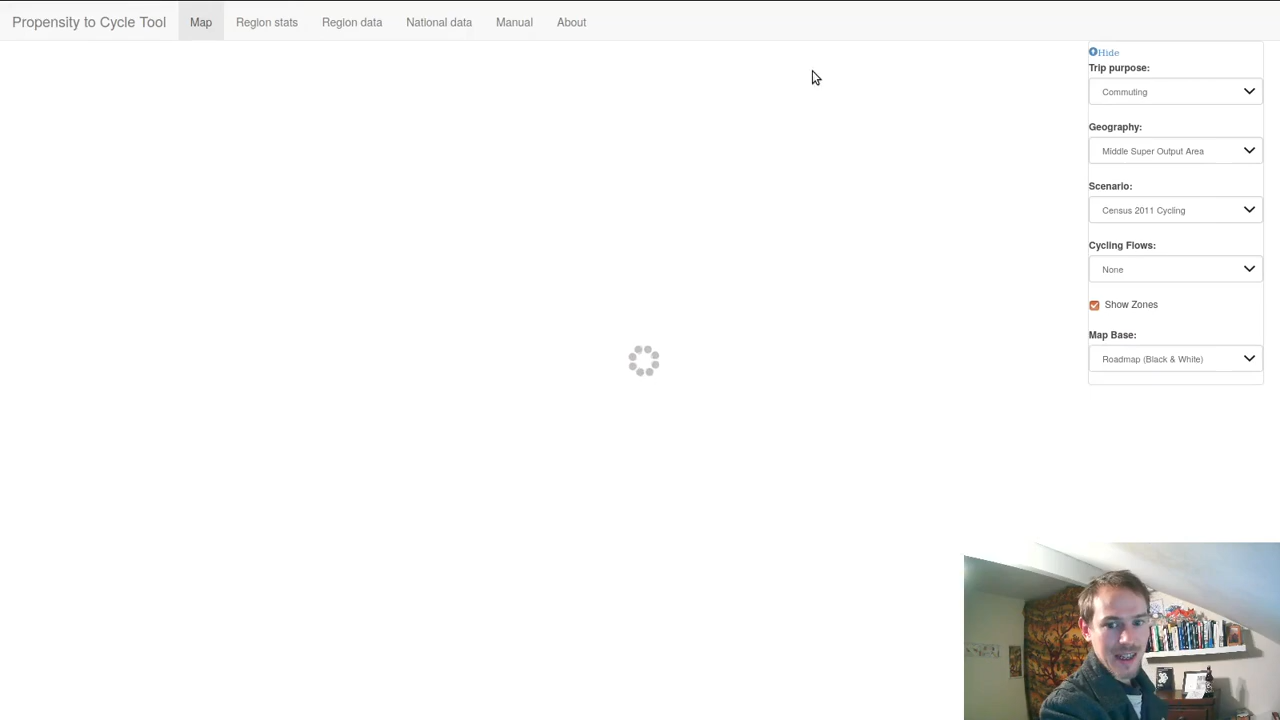 Propensity to Cycle Tool Map Region stats Region data National data Manual About
Hide
Trip purpose:
Commuting
Geography:
Middle Super Output Area
Scenario:
Census 2011 Cycling
Cycling Flows:
None
Show Zones
Map Base:
Roadmap (Black & White)